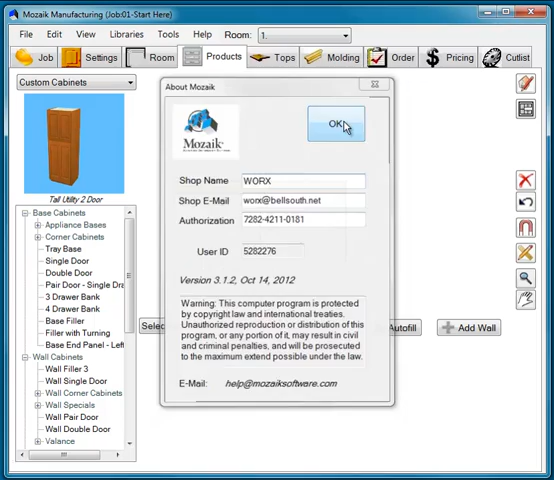 Mozaik Manufacturing (Job:01-Start Here)
File Edit View Libraries Tools Help Room: 1.
Job Settings Room Products Tops Molding Order Pricing Cutlist
Custom Cabinets
Tall Utility 2 Door
Base Cabinets
Appliance Bases
Corner Cabinets
Tray Base
Single Door
Double Door
Pair Door - Single Dra
3 Drawer Bank
4 Drawer Bank
Base Filler
Filler with Turning
Base End Panel - Left
Wall Cabinets
Wall Filler 3
Wall Single Door
Wall Corner Cabinets
Wall Specials
Wall Pair Door
Wall Double Door
Valance
About Mozaik
Mozaik
OK
Shop Name WORX
Shop E-Mail worx@bellsouth.net
Authorization 7282-4211-0181
User ID 5282276
Version 3.1.2, Oct 14, 2012
Warning: This computer program is protected
by copyright law and international treaties.
Unauthorized reproduction or distribution of this
program, or any portion of it, may result in civil
and criminal penalties, and will be prosecuted
to the maximum extend possible under the law.
E-Mail: help@mozaiksoftware.com
Selec
Autofill
Add Wall